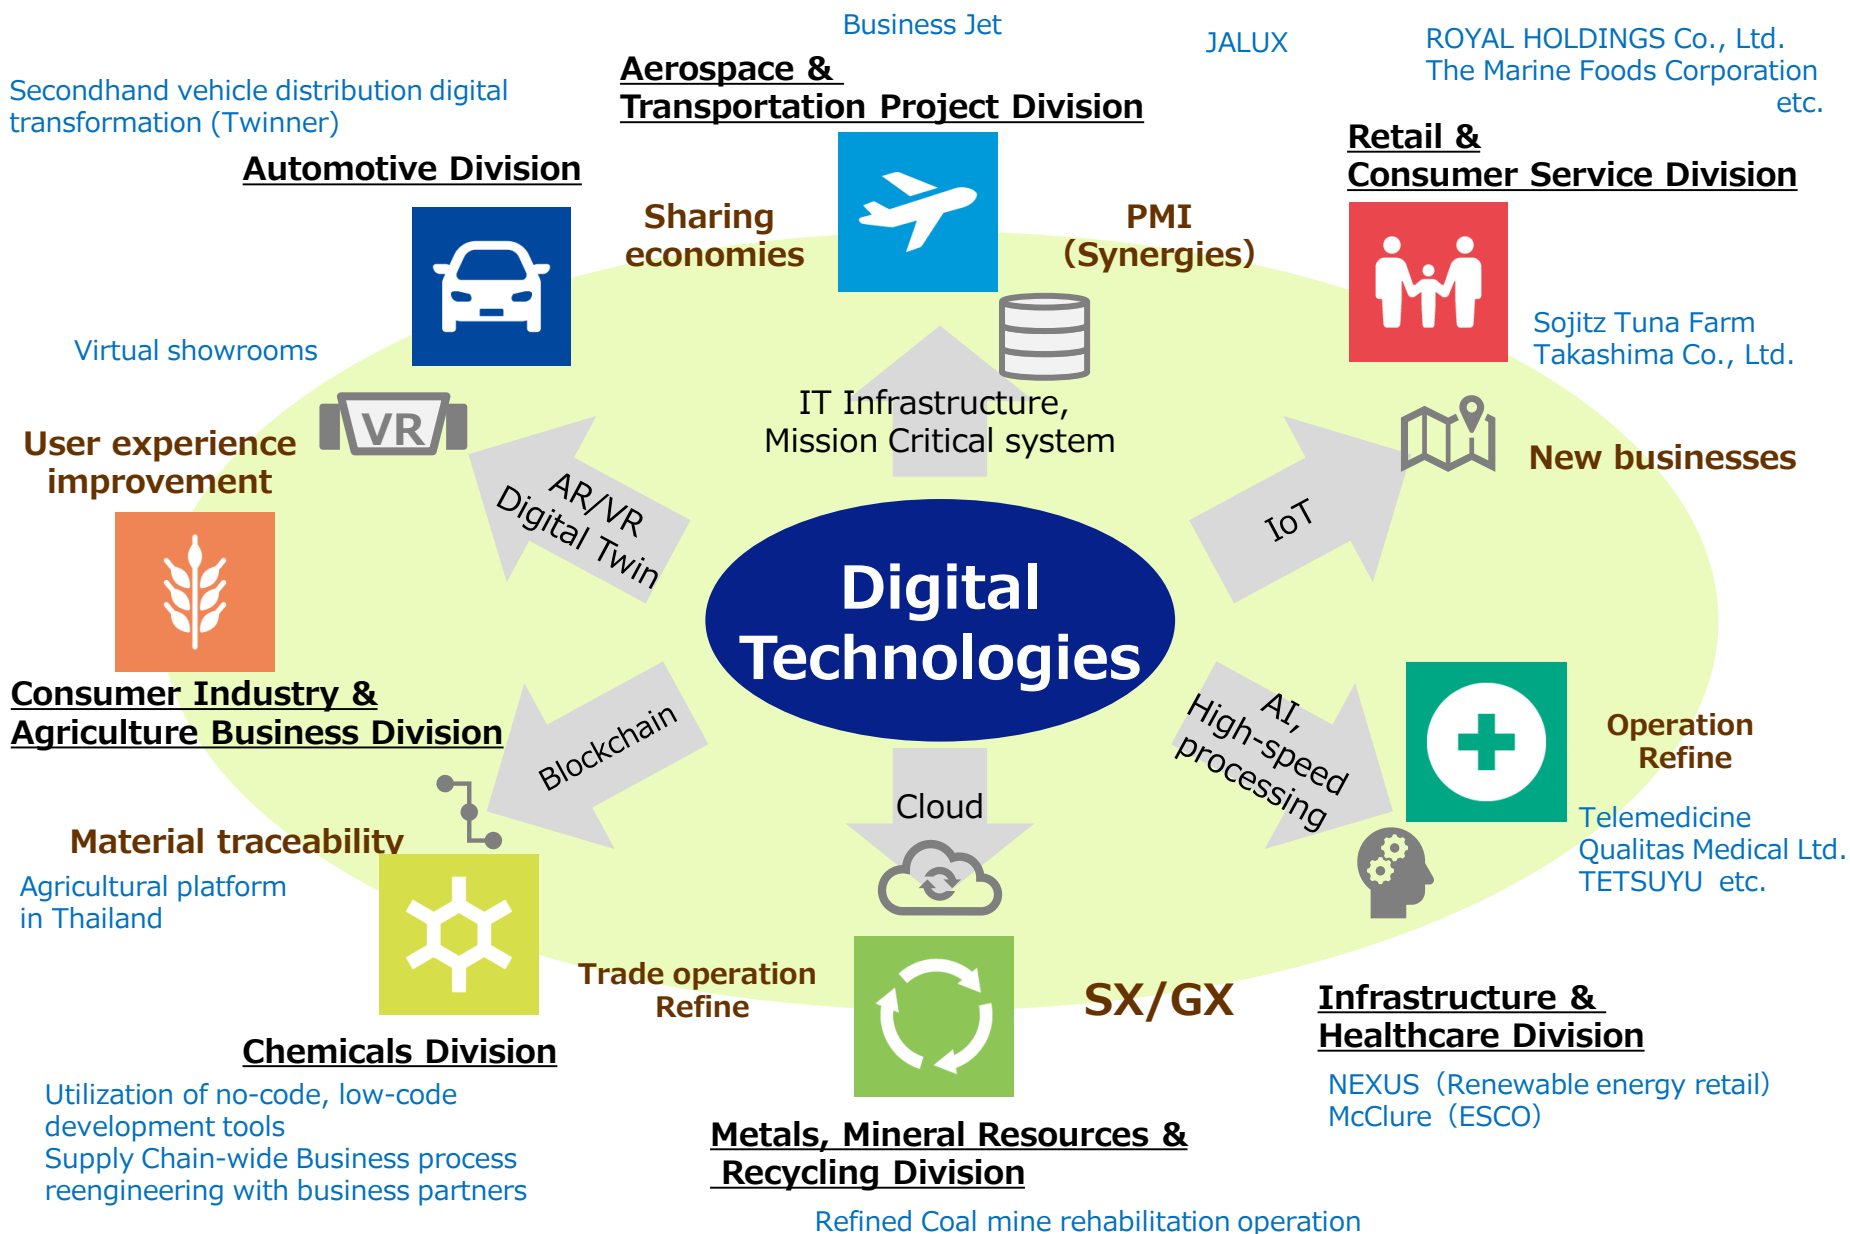 Business Jet
JALUX
ROYAL HOLDINGS Co., Ltd.
The Marine Foods Corporation
etc.
Secondhand vehicle distribution digital
transformation (Twinner)
Aerospace &
Transportation Project Division
Automotive Division
Retail &
Consumer Service Division
Sharing
economies
PMI
(Synergies)
Virtual showrooms
Sojitz Tuna Farm
Takashima Co., Ltd.
VR
IT Infrastructure,
Mission Critical system
User experience
improvement
New businesses
AR/VR
Digital Twin
IoT
Digital
Technologies
Consumer Industry &
Agriculture Business Division
Blockchain
AI,
High-speed
processing
Operation
Refine
Cloud
Material traceability
Telemedicine
Qualitas Medical Ltd.
TETSUYU etc.
Agricultural platform
in Thailand
Trade operation
Refine
SX/GX
Infrastructure &
Healthcare Division
Chemicals Division
NEXUS（Renewable energy retail）
McClure（ESCO）
Utilization of no-code, low-code
development tools
Supply Chain-wide Business process
reengineering with business partners
Metals, Mineral Resources &
Recycling Division
Refined Coal mine rehabilitation operation